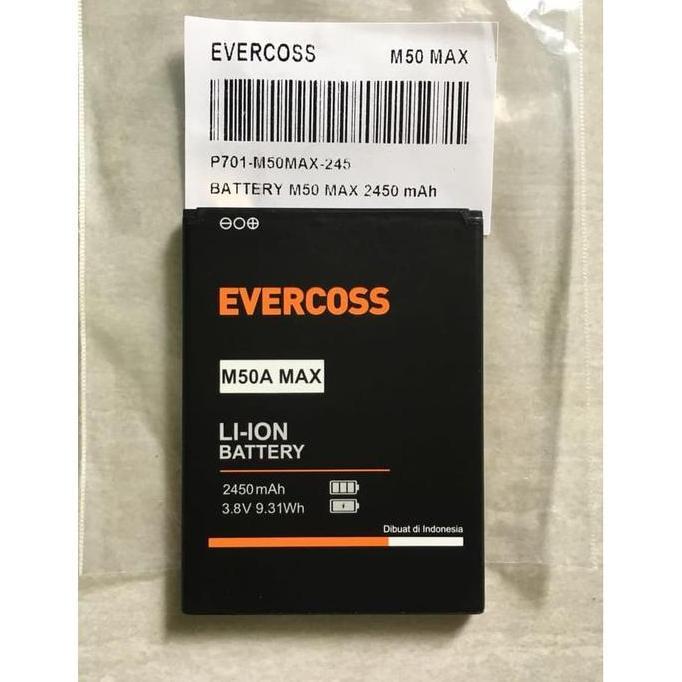 EVERCOSS M50 MAX
P701-M50MAX-245
BATTERY M50 MAX 2450 mAh
EVERCOSS
M50A MAX
LI-ION
BATTERY
2450mAh
3.8V 9.31Wh
Dibuat di Indonesia